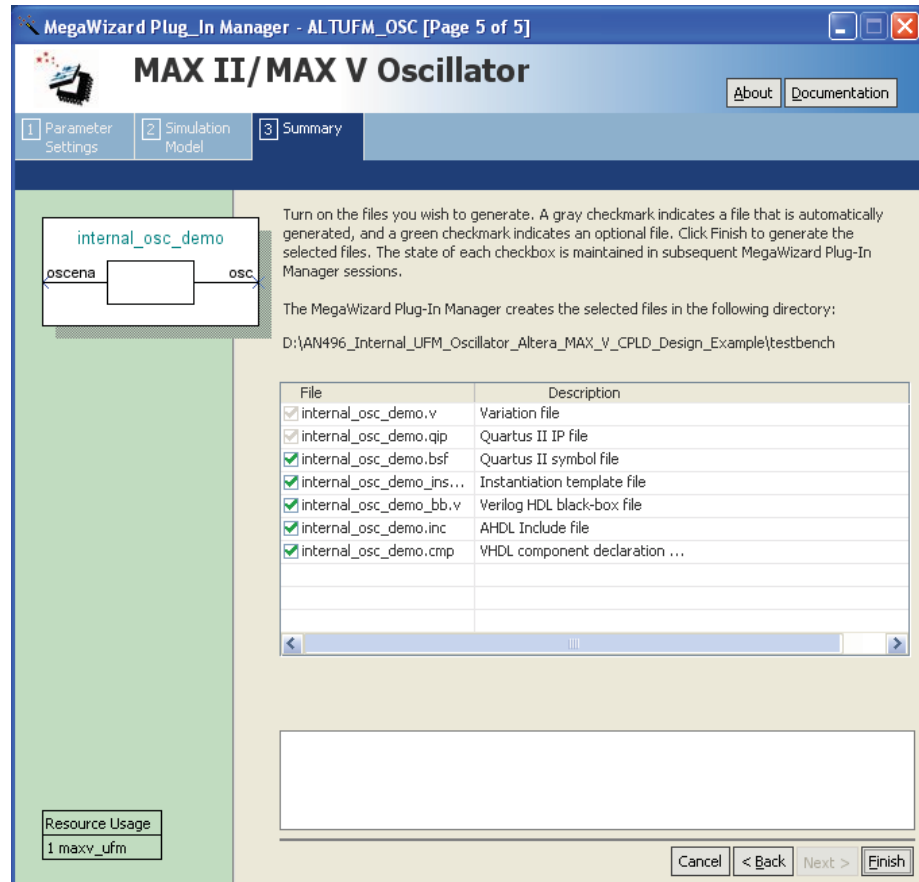 MegaWizard Plug_In Manager - ALTUFM_OSC [Page 5 of 5]
MAX II/MAX V Oscillator
About Documentation
1 Parameter Settings
2 Simulation Model
3 Summary
internal_osc_demo
oscena osc
Turn on the files you wish to generate. A gray checkmark indicates a file that is automatically
generated, and a green checkmark indicates an optional file. Click Finish to generate the
selected files. The state of each checkbox is maintained in subsequent MegaWizard Plug-In
Manager sessions.
The MegaWizard Plug-In Manager creates the selected files in the following directory:
D:\AN496_Internal_UFM_Oscillator_Altera_MAX_V_CPLD_Design_Example\testbench
File Description
internal_osc_demo.v Variation file
internal_osc_demo.qip Quartus II IP file
internal_osc_demo.bsf Quartus II symbol file
internal_osc_demo_ins... Instantiation template file
internal_osc_demo_bb.v Verilog HDL black-box file
internal_osc_demo.inc AHDL Include file
internal_osc_demo.cmp VHDL component declaration ...
Resource Usage
1 maxv_ufm
Cancel < Back Next > Finish